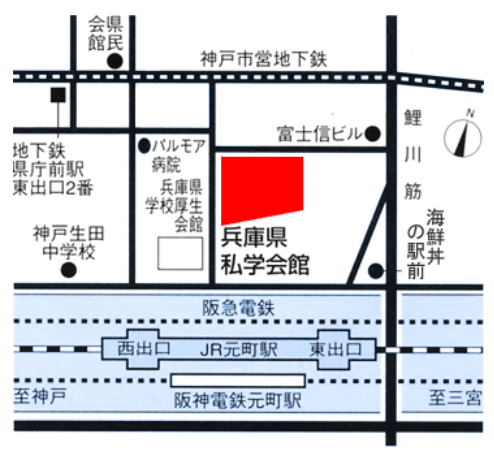 県民
会館
神戸市営地下鉄
富士信ビル
鯉川筋
N
地下鉄
県庁前駅
東出口2番
パルモア
病院
兵庫県
学校厚生
会館
神戸生田
中学校
兵庫県
私学会館
海鮮丼
の駅前
阪急電鉄
西出口
JR元町駅
東出口
阪神電鉄元町駅
至神戸
至三宮